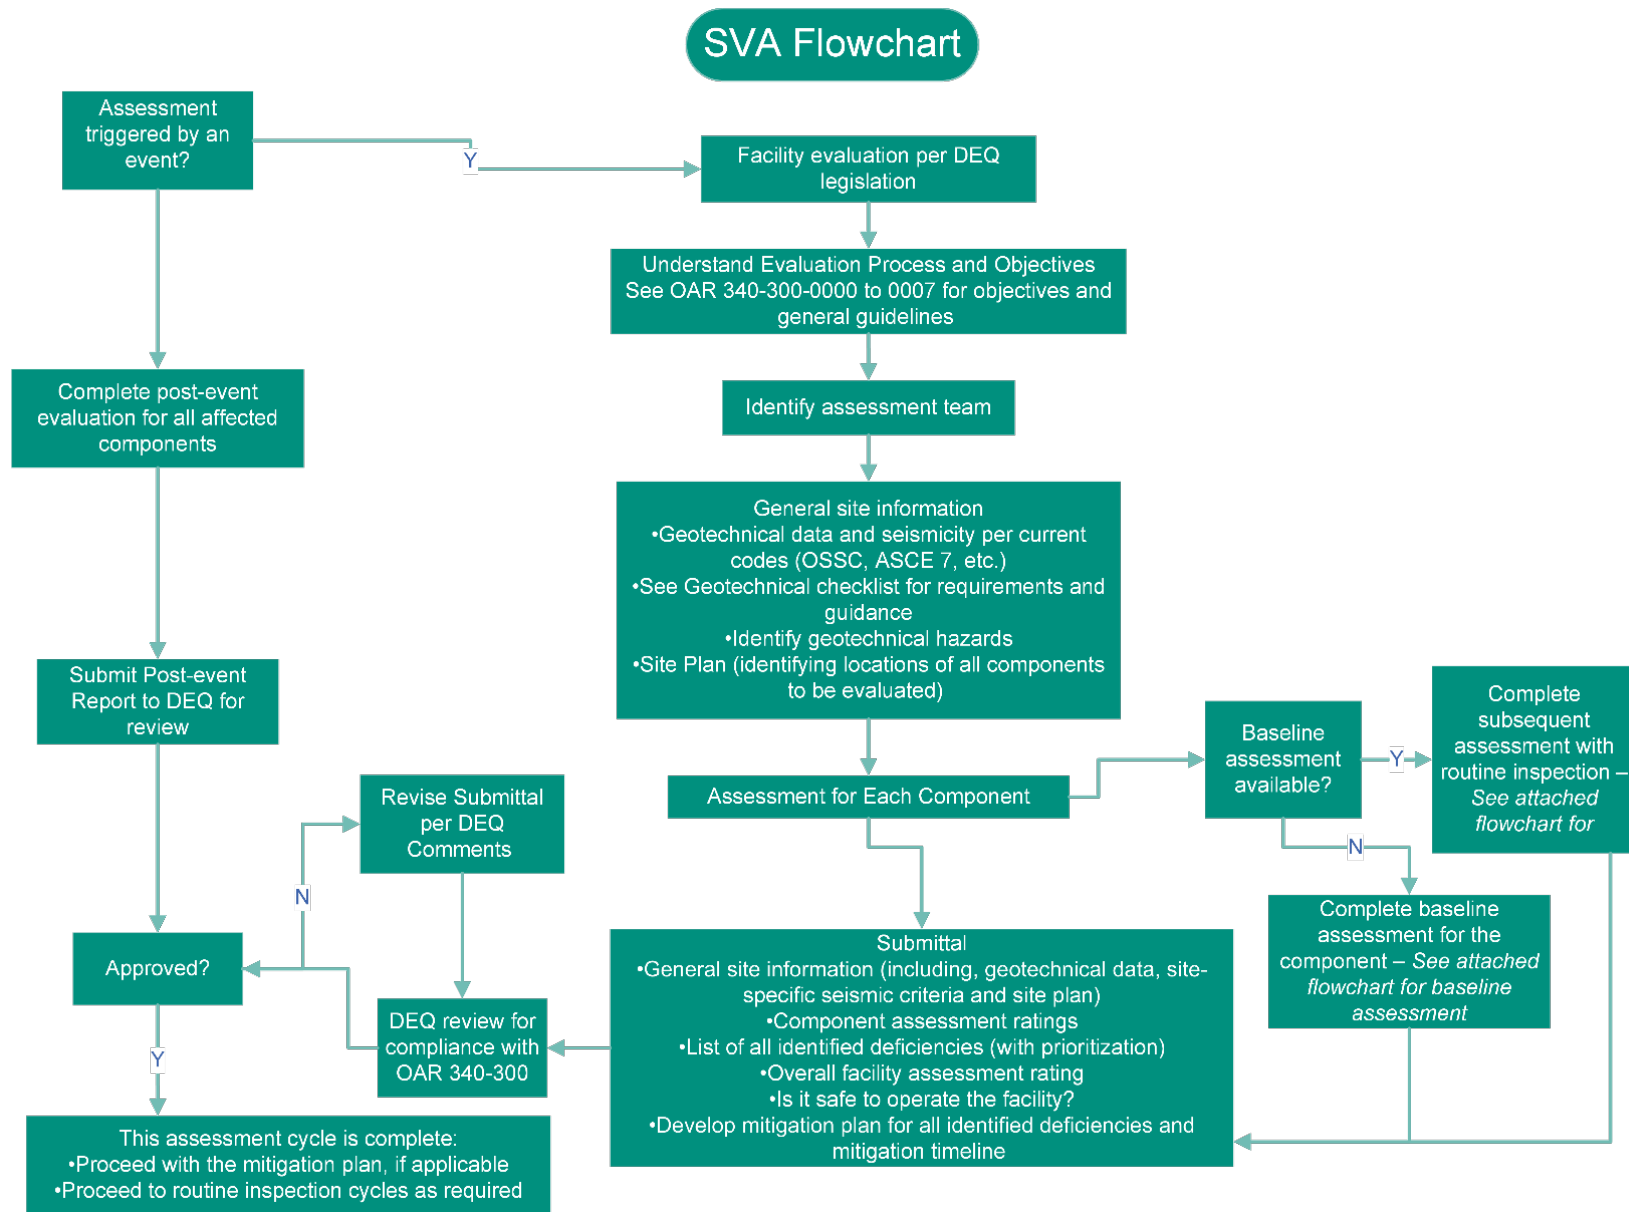 SVA Flowchart
Assessment
triggered by an
event?
Y
Facility evaluation per DEQ
legislation
Understand Evaluation Process and Objectives
See OAR 340-300-0000 to 0007 for objectives and
general guidelines
Complete post-event
evaluation for all affected
components
Identify assessment team
General site information
•Geotechnical data and seismicity per current
codes (OSSC, ASCE 7, etc.)
•See Geotechnical checklist for requirements and
guidance
•Identify geotechnical hazards
•Site Plan (identifying locations of all components
to be evaluated)
Submit Post-event
Report to DEQ for
review
Baseline
assessment
available?
Y
Complete
subsequent
assessment with
routine inspection –
See attached
flowchart for
Assessment for Each Component
Revise Submittal
per DEQ
Comments
N
N
Complete baseline
assessment for the
component – See attached
flowchart for baseline
assessment
Approved?
Submittal
•General site information (including, geotechnical data, site-
specific seismic criteria and site plan)
•Component assessment ratings
•List of all identified deficiencies (with prioritization)
•Overall facility assessment rating
•Is it safe to operate the facility?
•Develop mitigation plan for all identified deficiencies and
mitigation timeline
DEQ review for
compliance with
OAR 340-300
Y
This assessment cycle is complete:
•Proceed with the mitigation plan, if applicable
•Proceed to routine inspection cycles as required